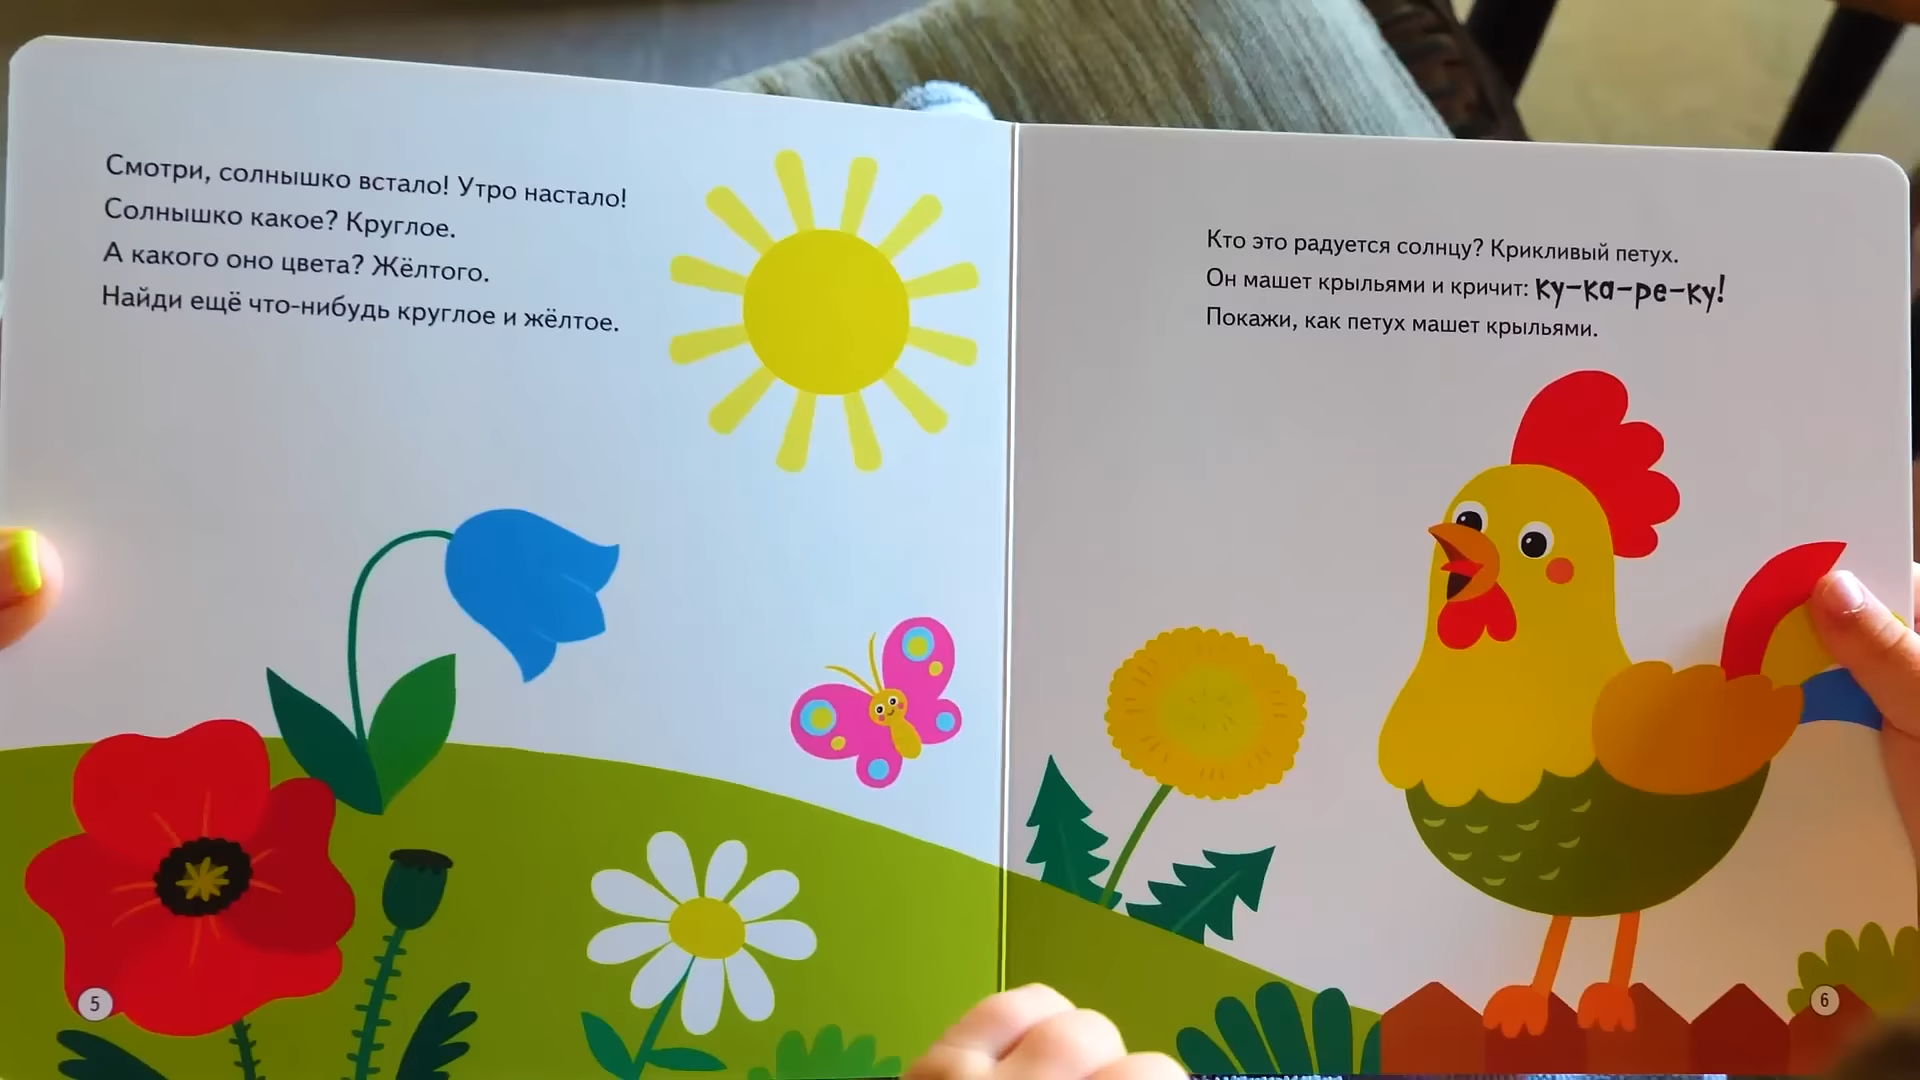 Смотри, солнышко встало! Утро настало!
Солнышко какое? Круглое.
А какого оно цвета? Жёлтого.
Найди ещё что-нибудь круглое и жёлтое.
5
Кто это радуется солнцу? Крикливый петух.
Он машет крыльями и кричит: ку-ка-ре-ку!
Покажи, как петух машет крыльями.
6